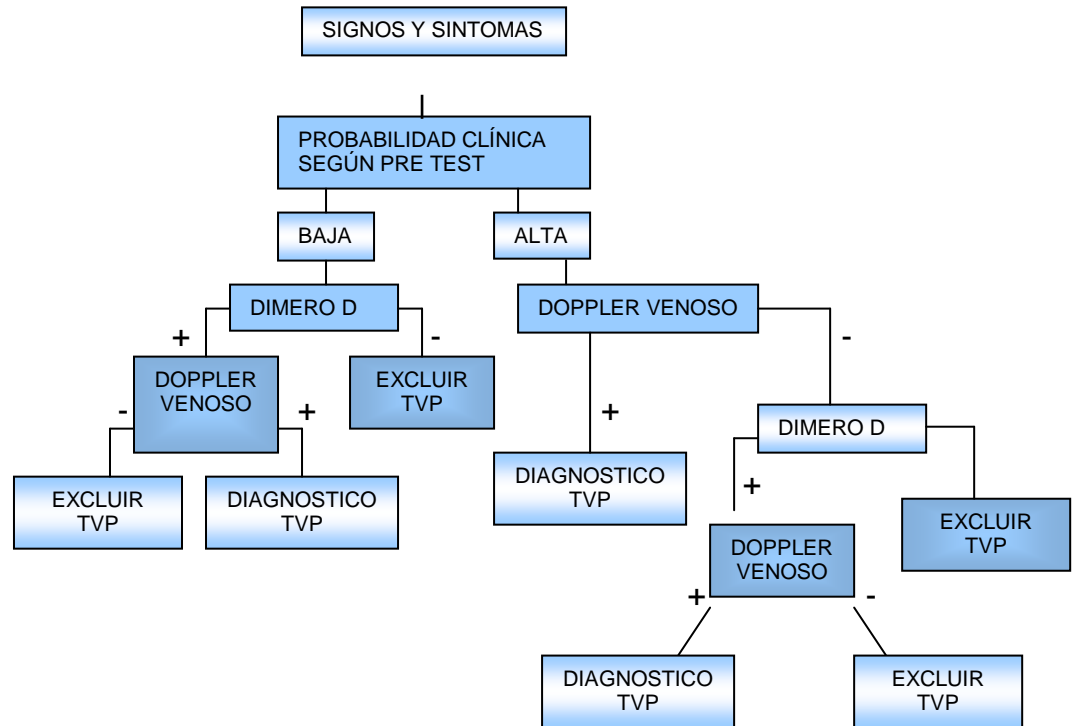 SIGNOS Y SINTOMAS
PROBABILIDAD CLÍNICA
SEGÚN PRE TEST
BAJA
ALTA
DIMERO D
DOPPLER VENOSO
+
-
-
DOPPLER
VENOSO
EXCLUIR
TVP
-
+
+
DIMERO D
EXCLUIR
TVP
DIAGNOSTICO
TVP
DIAGNOSTICO
TVP
+
EXCLUIR
TVP
DOPPLER
VENOSO
+
-
DIAGNOSTICO
TVP
EXCLUIR
TVP